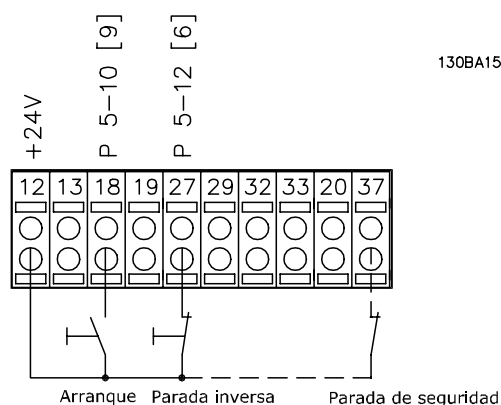 130BA15
+24V
P 5-10 [9]
P 5-12 [6]
12 13 18 19 27 29 32 33 20 37
Arranque Parada inversa Parada de seguridad